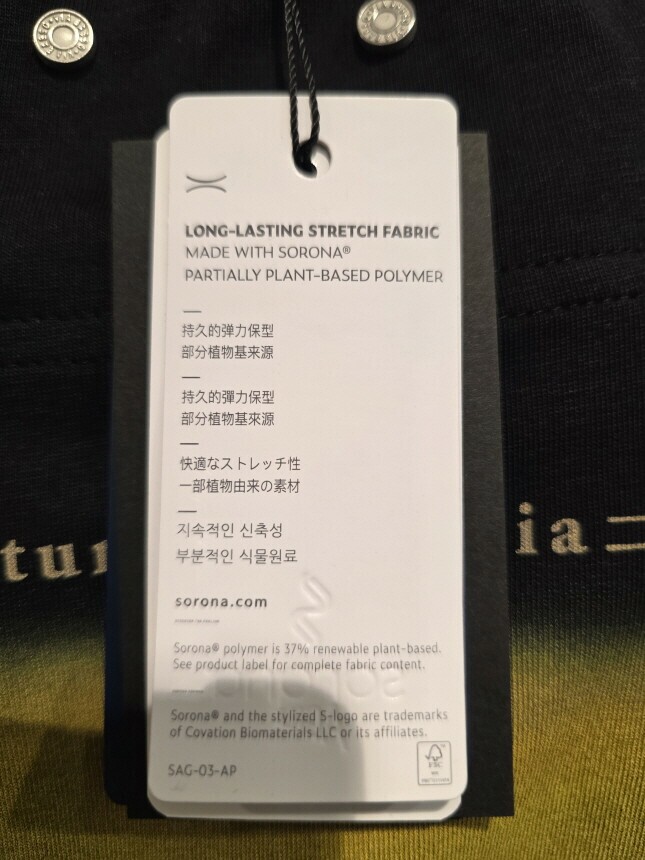 LONG-LASTING STRETCH FABRIC
MADE WITH SORONA®
PARTIALLY PLANT-BASED POLYMER
持久的弹力保型
部分植物基来源
持久的彈力保型
部分植物基來源
快適なストレッチ性
一部植物由来の素材
지속적인 신축성
부분적인 식물원료
sorona.com
Sorona® polymer is 37% renewable plant-based.
See product label for complete fabric content.
Sorona® and the stylized S-logo are trademarks
of Covation Biomaterials LLC or its affiliates.
SAG-03-AP
FSC
tur
ia